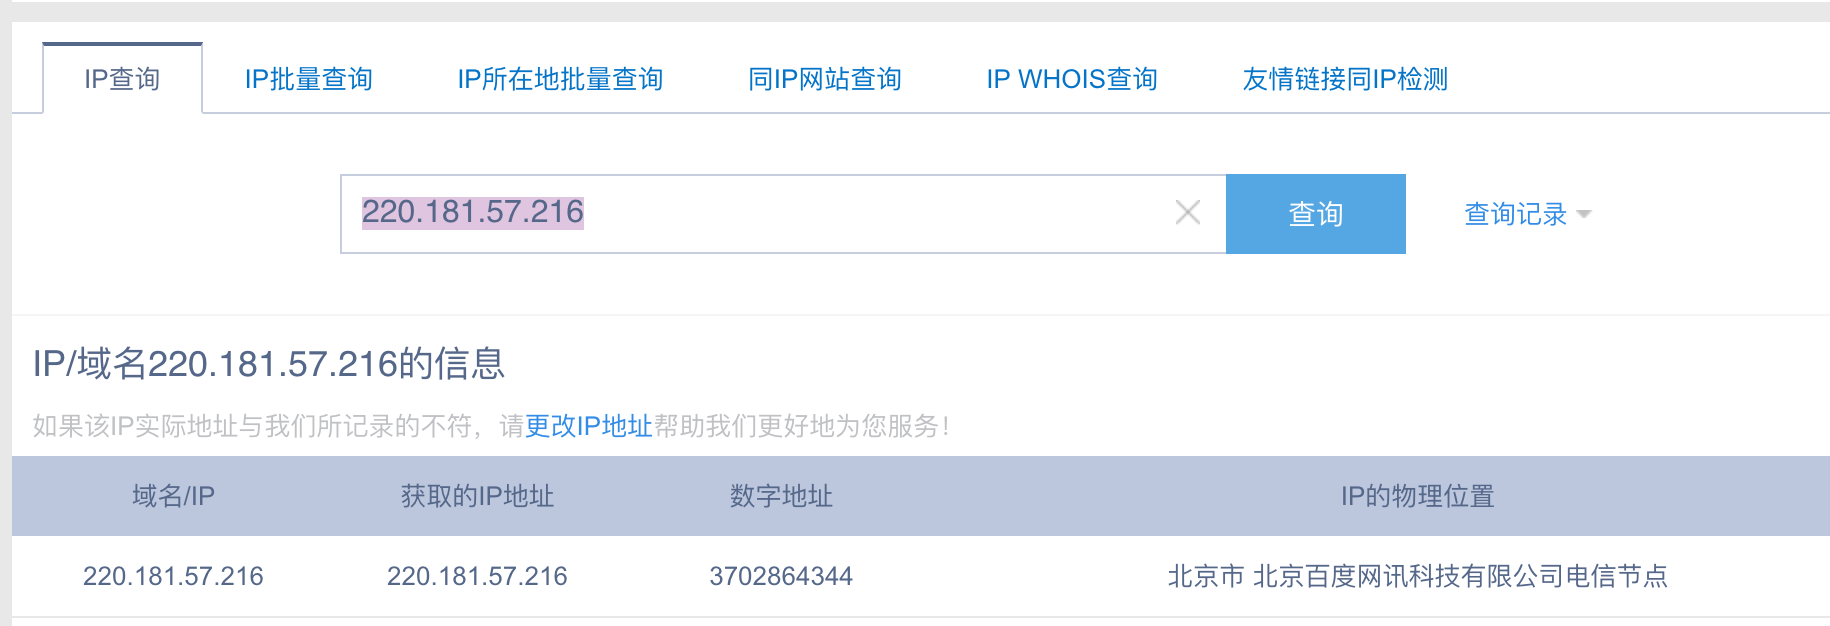 IP查询 IP批量查询 IP所在地批量查询 同IP网站查询 IP WHOIS查询 友情链接同IP检测
220.181.57.216 查询 查询记录
IP/域名220.181.57.216的信息
如果该IP实际地址与我们所记录的不符，请更改IP地址帮助我们更好地为您服务！
域名/IP 获取的IP地址 数字地址 IP的物理位置
220.181.57.216 220.181.57.216 3702864344 北京市 北京百度网讯科技有限公司电信节点